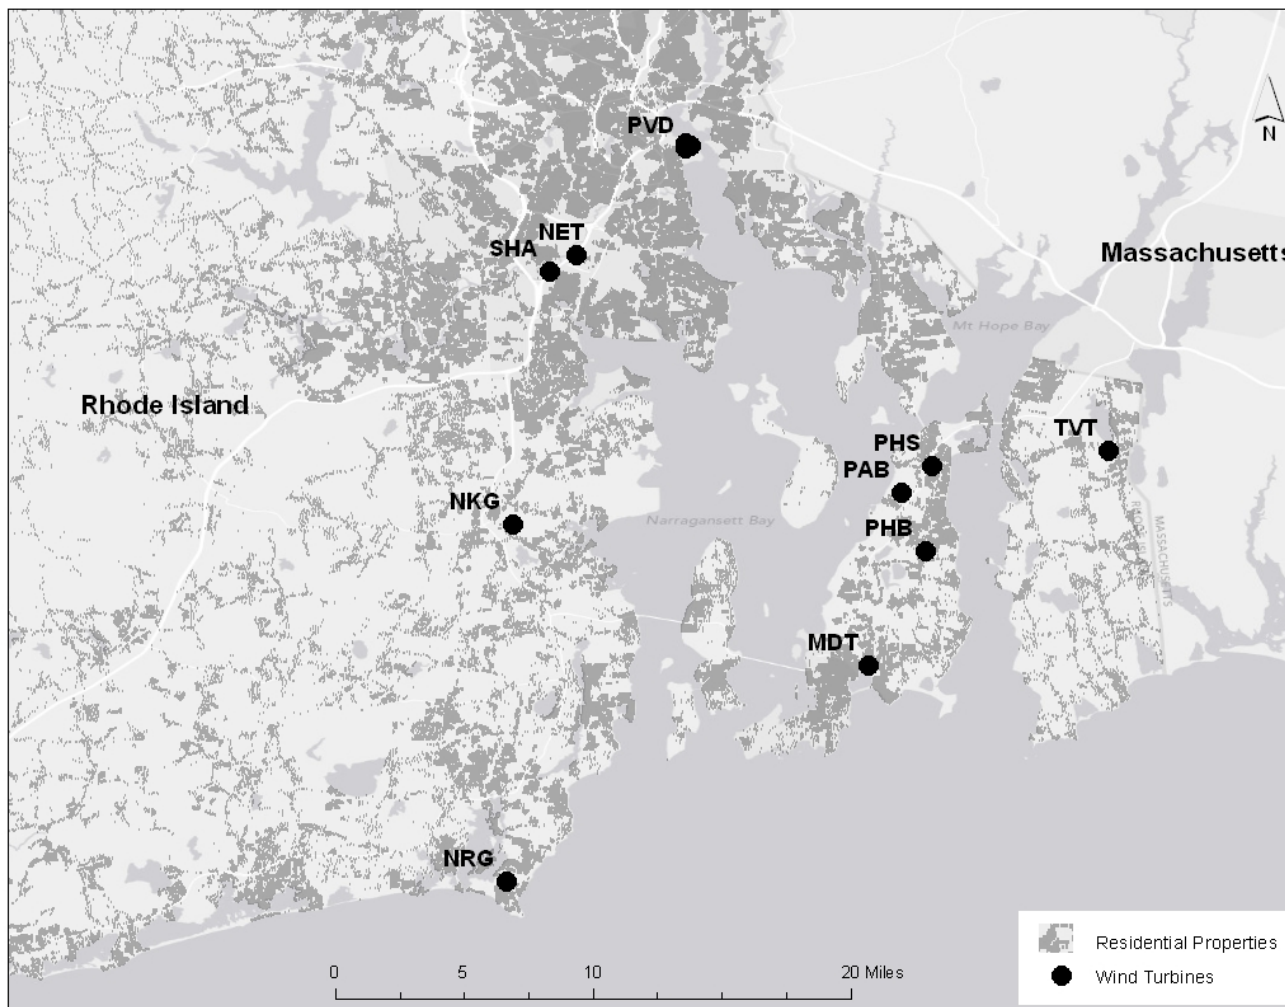 PVD
N
NET
SHA
Massachusetts
Mt Hope Bay
Rhode Island
TVT
PHS
PAB
NKG
Narragansett Bay
PHB
MASSACHUSETTS
MDT
NRG
0 5 10 20 Miles
Residential Properties
Wind Turbines